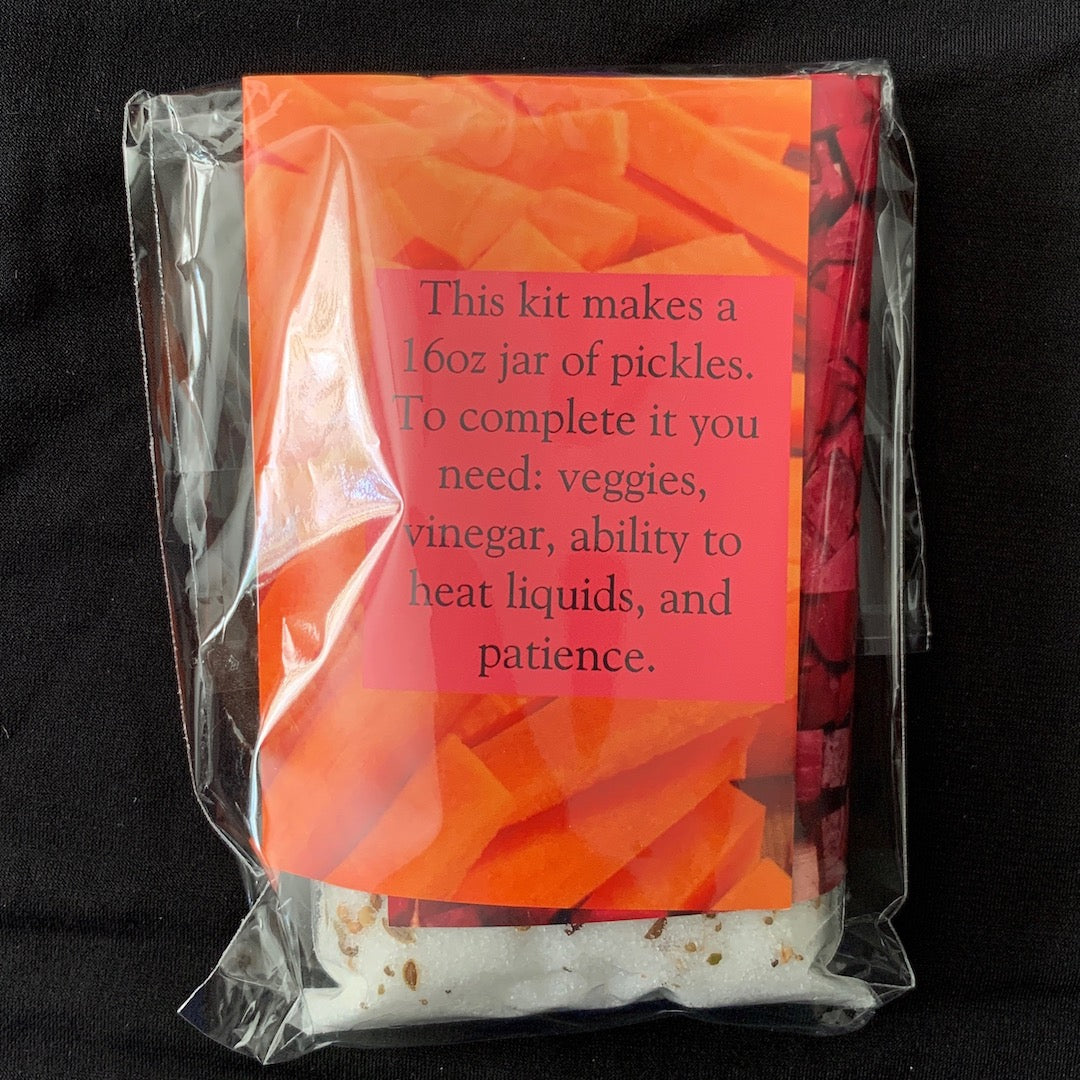 This kit makes a
16oz jar of pickles.
To complete it you
need: veggies,
vinegar, ability to
heat liquids, and
patience.